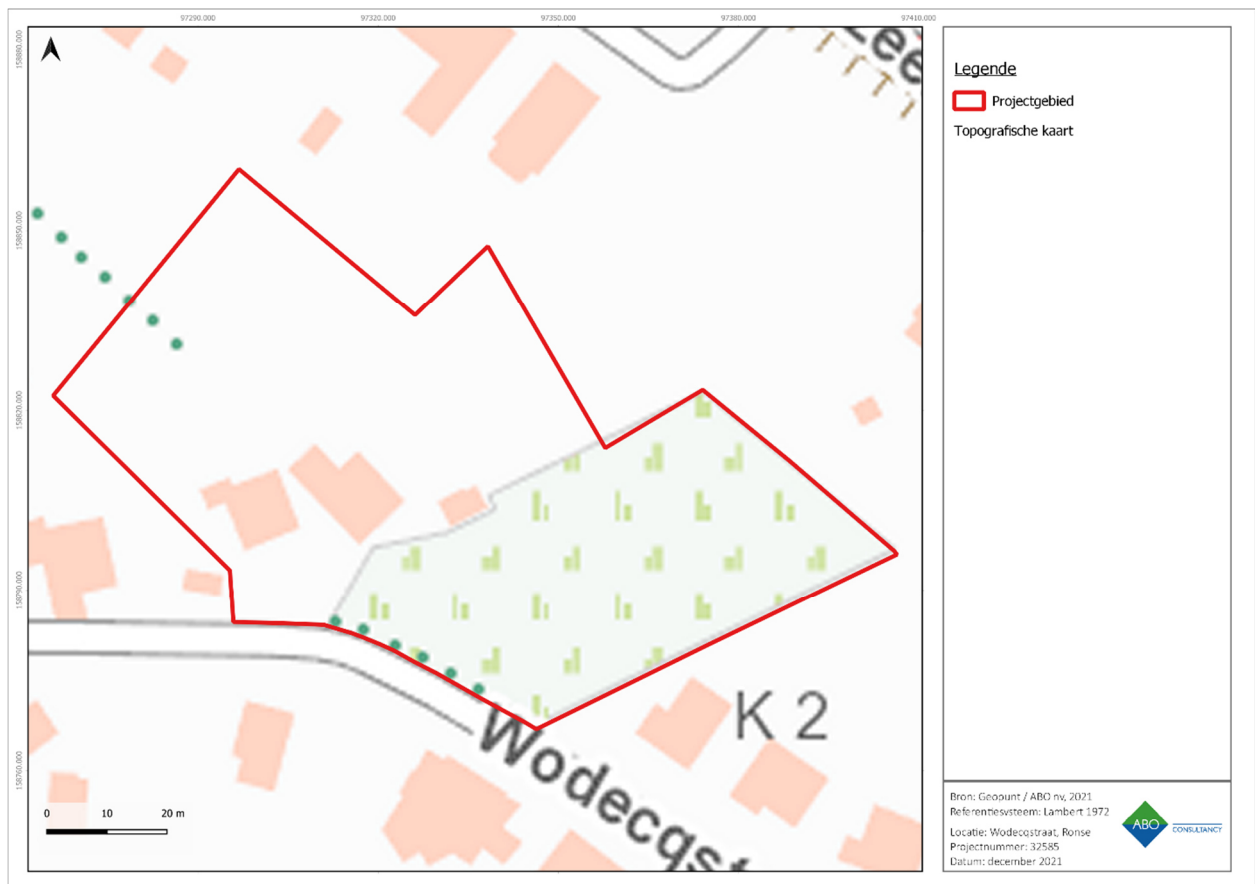 97290.000 97320.000 97350.000 97380.000 97410.000
158880.000
158850.000
158820.000
158790.000
158760.000
Lee
K 2
Wodecqst
0 10 20 m
Legende
Projectgebied
Topografische kaart
Bron: Geopunt / ABO nv, 2021
Referentiesysteem: Lambert 1972
Locatie: Wodecqstraat, Ronse
Projectnummer: 32585
Datum: december 2021
ABO CONSULTANCY